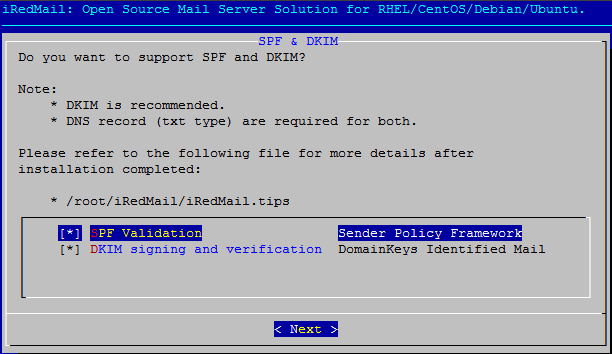 iRedMail: Open Source Mail Server Solution for RHEL/CentOS/Debian/Ubuntu.
SPF & DKIM
Do you want to support SPF and DKIM?
Note:
* DKIM is recommended.
* DNS record (txt type) are required for both.
Please refer to the following file for more details after
installation completed:
* /root/iRedMail/iRedMail.tips
[*] SPF Validation Sender Policy Framework
[*] DKIM signing and verification DomainKeys Identified Mail
< Next >